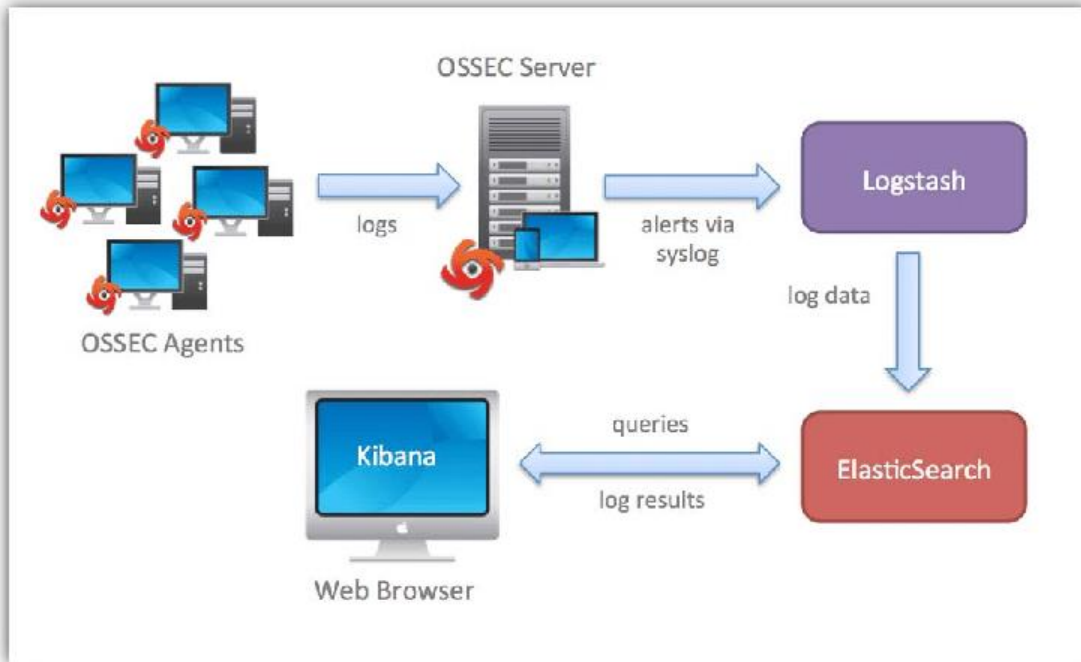 OSSEC Server
Logstash
logs
alerts via
syslog
OSSEC Agents
log data
Kibana
queries
log results
ElasticSearch
Web Browser